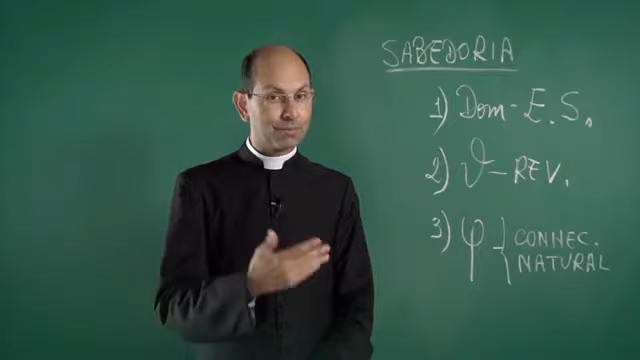 SABEDORIA
1) Dom - E. S.
2) ϑ - REV.
3) φ } CONNEC.
NATURAL